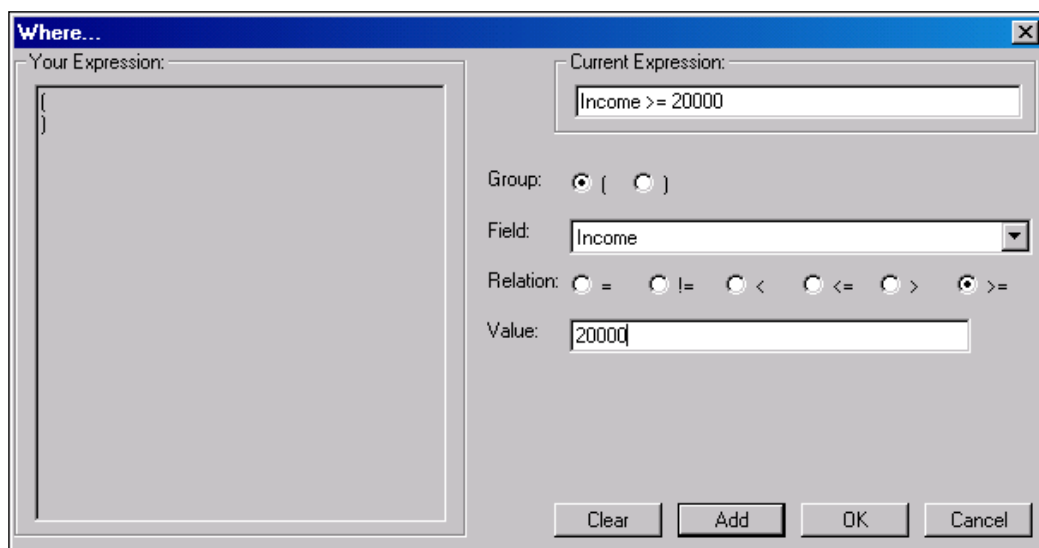 Where...
Your Expression:
(
)
Current Expression:
Income >= 20000
Group: ( )
Field: Income
Relation: = != < <= > >=
Value: 20000
Clear Add OK Cancel